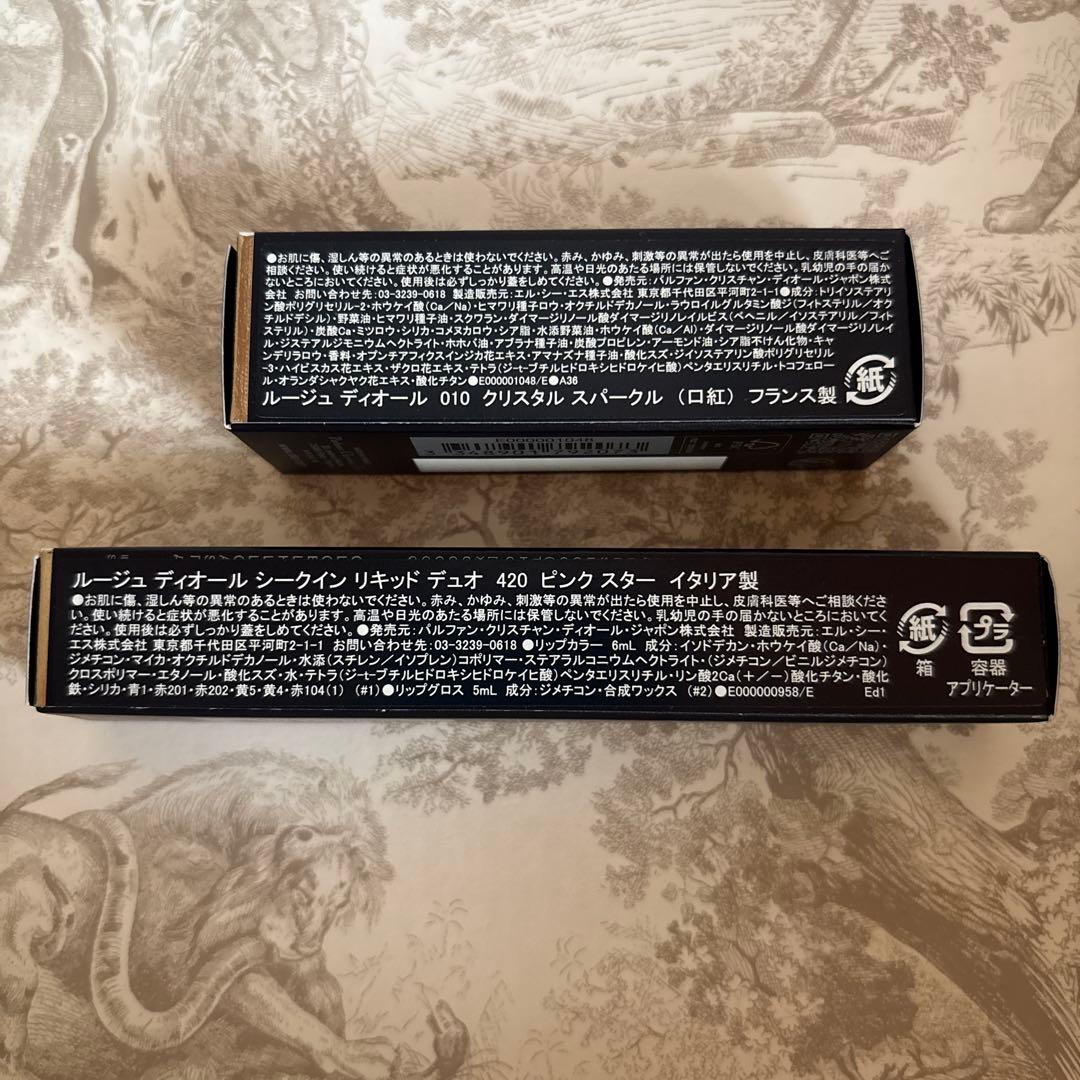 ●お肌に傷、湿しん等の異常のあるときは使わないでください。赤み、かゆみ、刺激等の異常が出たら使用を中止し、皮膚科医等へご
相談ください。使い続けると症状が悪化することがあります。高温や日光のあたる場所には保管しないでください。乳幼児の手の届か
ないところにおいてください。使用後は必ずしっかり蓋をしめてください。●発売元:パルファン・クリスチャン・ディオール・ジャポン株式会
社 お問い合わせ先:03-3239-0618 製造販売元:エル・シー・エス株式会社 東京都千代田区平河町2-1-1●成分:トリインステアリ
ン酸ポリグリセリル-2・ホウケイ酸(Ca/Na)・ヒマワリ種子ロウ・オクチルドデカノール・ラウロイルグルタミン酸ジ(フィトステリル/オク
チルドデシル)・野菜油・ヒマワリ種子油・スクワラン・ダイマージリノール酸ダイマージリノレイルビス(ベヘニル/イソステアリル/フィト
ステリル)・炭酸Ca・ミツロウ・シリカ・コメヌカロウ・シア脂・水添野菜油・ホウケイ酸(Ca/Al)・ダイマージリノール酸ダイマージリノレイ
ル・ジステアルジモニウムヘクトライト・ホホバ油・アブラナ種子油・炭酸プロピレン・アーモンド油・シア脂不けん化物・キャ
ンデリラロウ・香料・オプンチアフィクスインジカ花エキス・アマナズナ種子油・酸化スズ・ジイソステアリン酸ポリグリセリル
-3・ハイビスカス花エキス・ザクロ花エキス・テトラ(ジ-t-ブチルヒドロキシヒドロケイヒ酸)ペンタエリスリチル・トコフェロー
ル・オランダシャクヤク花エキス・酸化チタン●E000001048/E●A36
ルージュ ディオール 010 クリスタル スパークル (口紅) フランス製
紙
E000001048
ルージュ ディオール シークイン リキッド デュオ 420 ピンク スター イタリア製
●お肌に傷、湿しん等の異常のあるときは使わないでください。赤み、かゆみ、刺激等の異常が出たら使用を中止し、皮膚科医等へご相談くださ
い。使い続けると症状が悪化することがあります。高温や日光のあたる場所には保管しないでください。乳幼児の手の届かないところにおいてく
ださい。使用後は必ずしっかり蓋をしめてください。●発売元:パルファン・クリスチャン・ディオール・ジャポン株式会社 製造販売元:エル・シー・
エス株式会社 東京都千代田区平河町2-1-1 お問い合わせ先:03-3239-0618 ●リップカラー 6mL 成分:イソドデカン・ホウケイ酸(Ca/Na)・
ジメチコン・マイカ・オクチルドデカノール・水添(スチレン/イソプレン)コポリマー・ステアラルコニウムヘクトライト・(ジメチコン/ビニルジメチコン)
クロスポリマー・エタノール・酸化スズ・水・テトラ(ジ-t-ブチルヒドロキシヒドロケイヒ酸)ペンタエリスリチル・リン酸2Ca(+/-)酸化チタン・酸化
鉄・シリカ・青1・赤201・赤202・黄5・黄4・赤104(1) (#1)●リップグロス 5mL 成分:ジメチコン・合成ワックス (#2)●E000000958/E Ed1
紙
箱
プラ
容器
アプリケーター